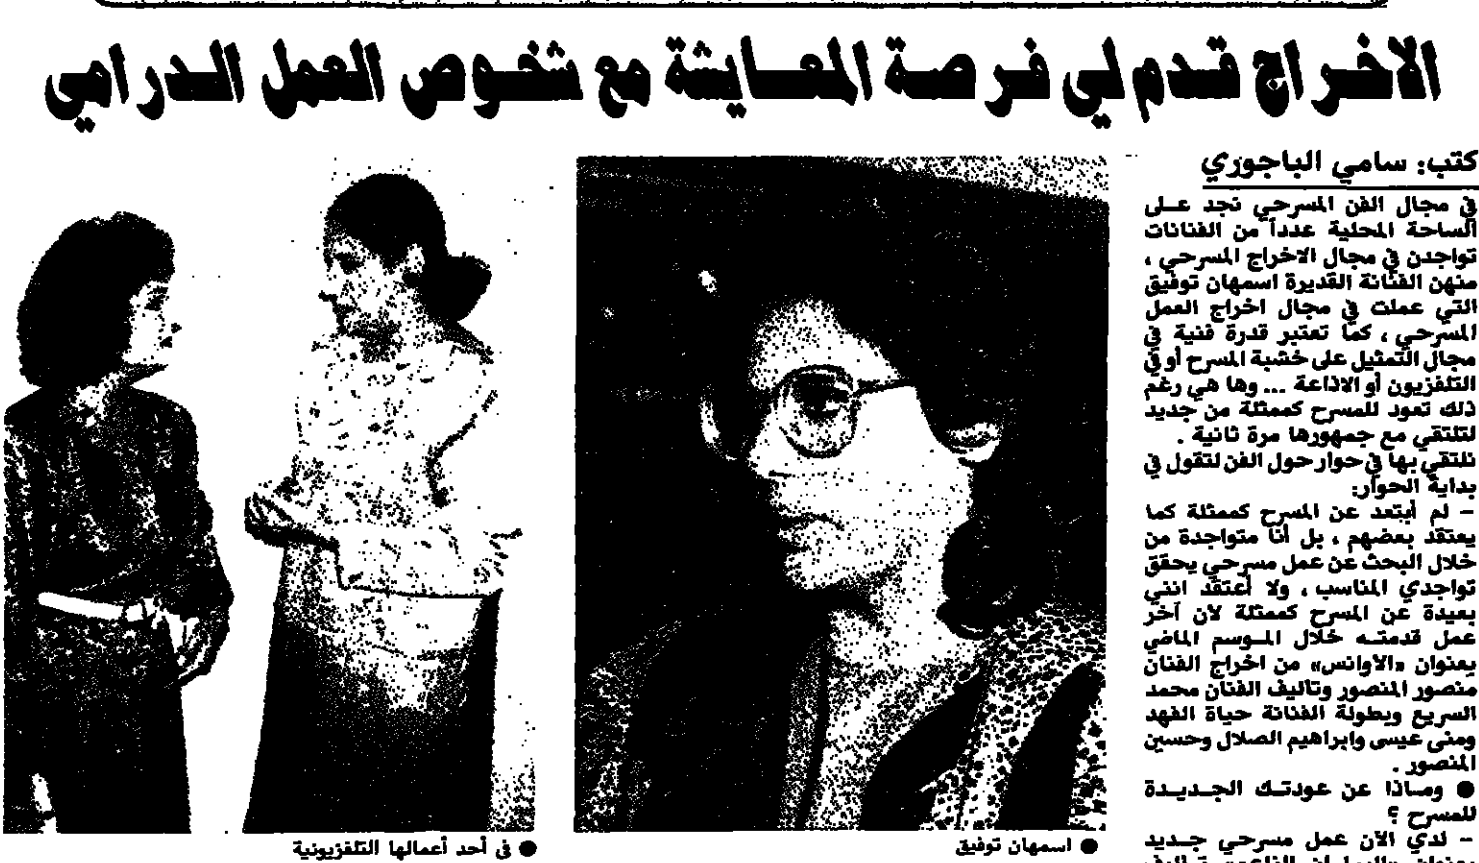 الاخراج قدم لي فرصة المعايشة مع شخوص العمل الدرامي
كتب: سامي الباجوري
في مجال الفن المسرحي نجد على
الساحة المحلية عدداً من الفنانات
تواجدن في مجال الاخراج المسرحي ،
منهن الفنانة القديرة اسمهان توفيق
التي عملت في مجال اخراج العمل
المسرحي ، كما تعتبر قدرة فنية في
مجال التمثيل على خشبة المسرح أو في
التلفزيون أو الاذاعة ... وها هي رغم
ذلك تعود للمسرح كممثلة من جديد
لتلتقي مع جمهورها مرة ثانية .
نلتقي بها في حوار حول الفن لتقول في
بداية الحوار:
- لم أبتعد عن المسرح كممثلة كما
يعتقد بعضهم ، بل أنا متواجدة من
خلال البحث عن عمل مسرحي يحقق
تواجدي المناسب ، ولا أعتقد انني
بعيدة عن المسرح كممثلة لان آخر
عمل قدمته خلال الموسم الماضي
بعنوان «الاوانس» من اخراج الفنان
منصور المنصور وتأليف الفنان محمد
السريع وبطولة الفنانة حياة الفهد
ومنى عيسى وابراهيم الصلال وحسين
المنصور .
● وماذا عن عودتك الجديدة
للمسرح ؟
- لدي الآن عمل مسرحي جديد
● اسمهان توفيق
● في أحد أعمالها التلفزيونية